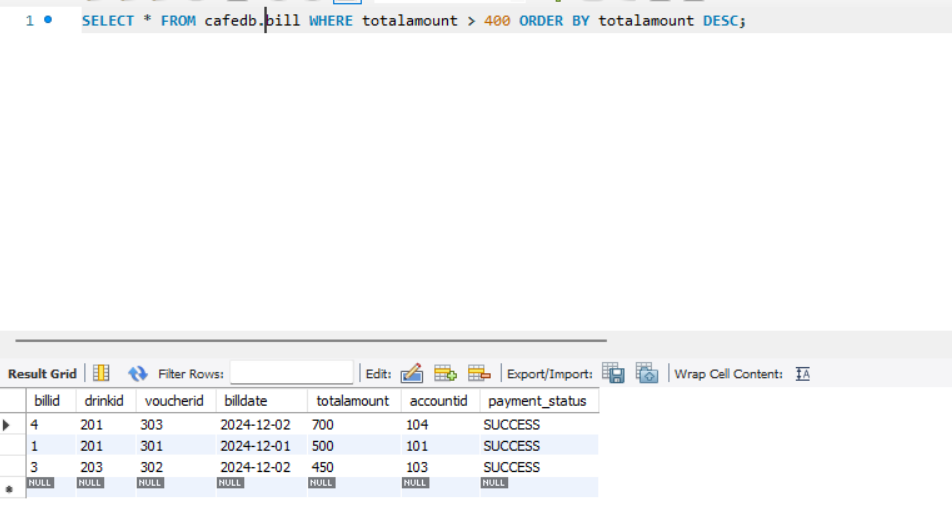 1 SELECT * FROM cafedb.bill WHERE totalamount > 400 ORDER BY totalamount DESC;
Result Grid Filter Rows: Edit: Export/Import: Wrap Cell Content: IA
billid drinkid voucherid billdate totalamount accountid payment_status
4 201 303 2024-12-02 700 104 SUCCESS
1 201 301 2024-12-01 500 101 SUCCESS
3 203 302 2024-12-02 450 103 SUCCESS
NULL NULL NULL NULL NULL NULL NULL